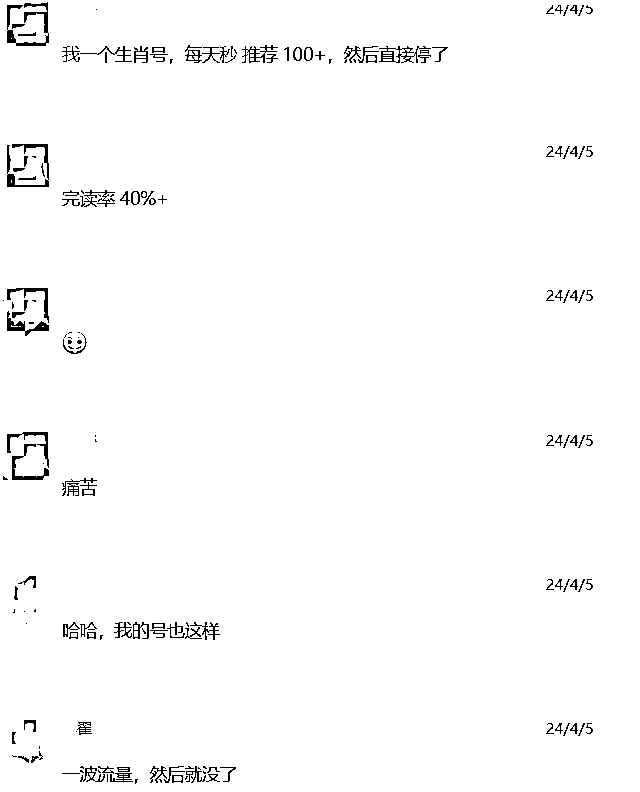 24/4/5
我一个生肖号，每天秒 推荐 100+，然后直接停了
24/4/5
完读率 40%+
24/4/5
24/4/5
痛苦
24/4/5
哈哈，我的号也这样
翟 24/4/5
一波流量，然后就没了